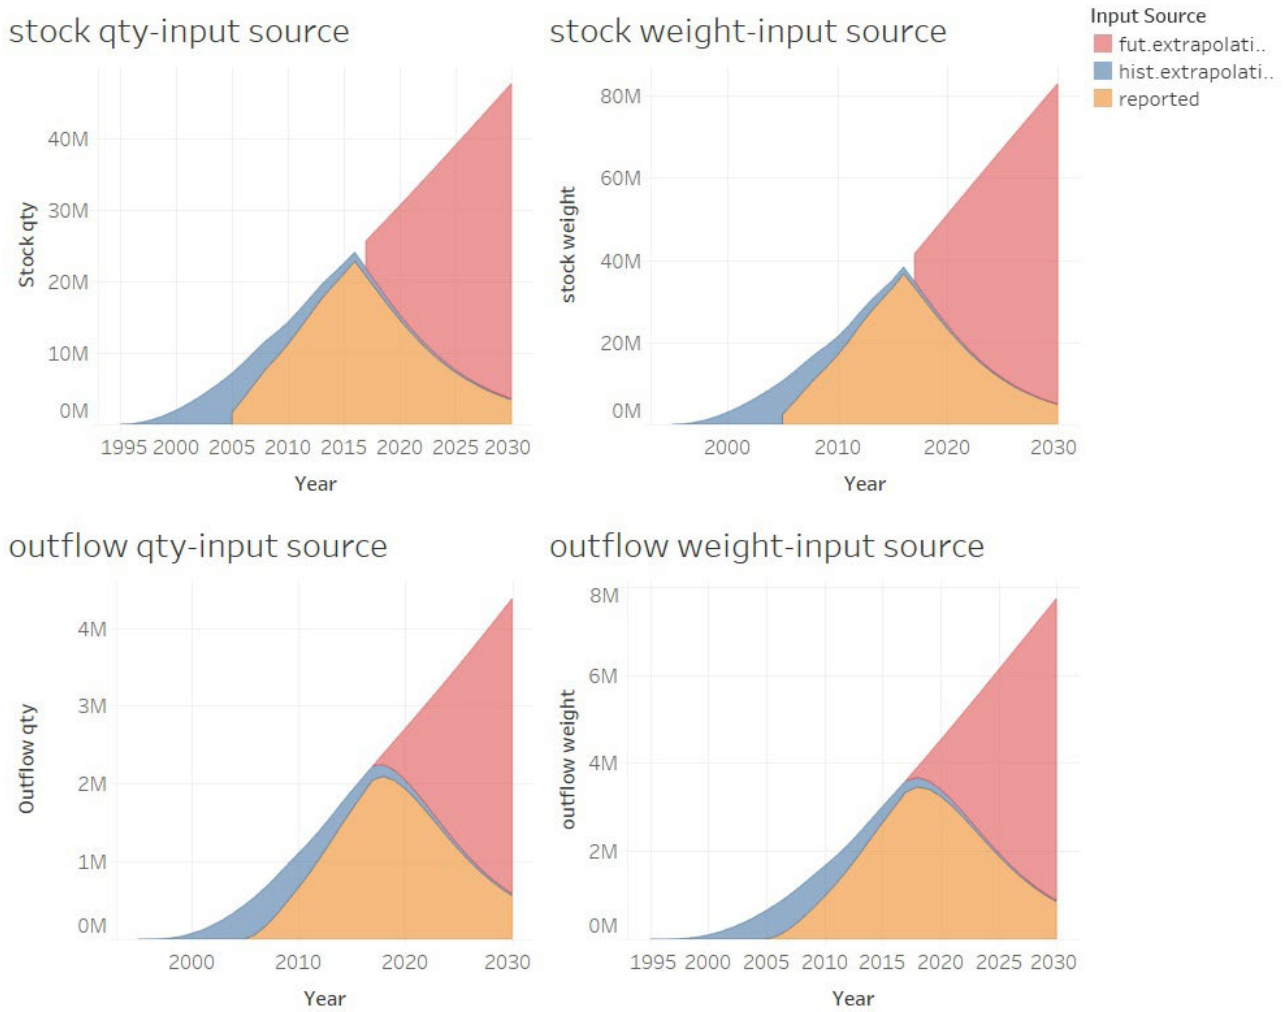 stock qty-input source
40M
30M
20M
10M
0M
Stock qty
1995 2000 2005 2010 2015 2020 2025 2030
Year
stock weight-input source
80M
60M
40M
20M
0M
stock weight
2000 2010 2020 2030
Year
Input Source
fut.extrapolati..
hist.extrapolati..
reported
outflow qty-input source
4M
3M
2M
1M
0M
Outflow qty
2000 2010 2020 2030
Year
outflow weight-input source
8M
6M
4M
2M
0M
outflow weight
1995 2000 2005 2010 2015 2020 2025 2030
Year